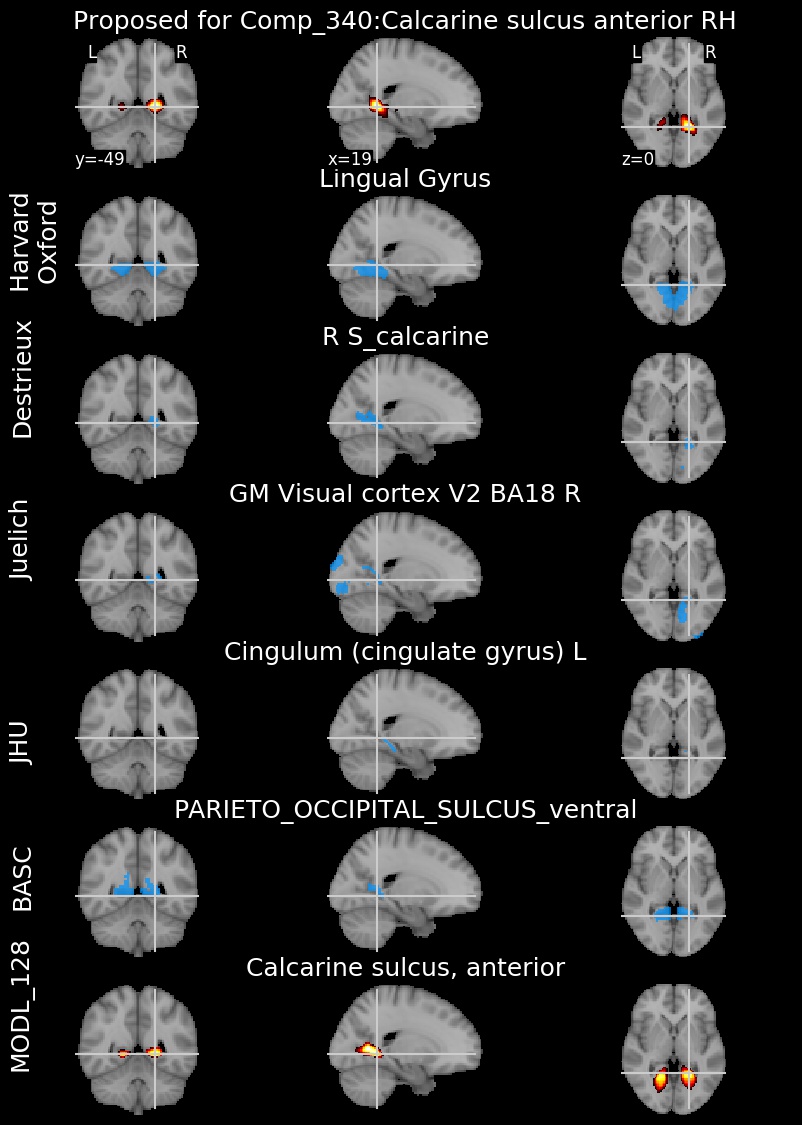 Proposed for Comp_340:Calcarine sulcus anterior RH
L R
L R
y=-49
x=19
z=0
Lingual Gyrus
Harvard
Oxford
R S_calcarine
Destrieux
GM Visual cortex V2 BA18 R
Juelich
Cingulum (cingulate gyrus) L
JHU
PARIETO_OCCIPITAL_SULCUS_ventral
BASC
Calcarine sulcus, anterior
MODL_128